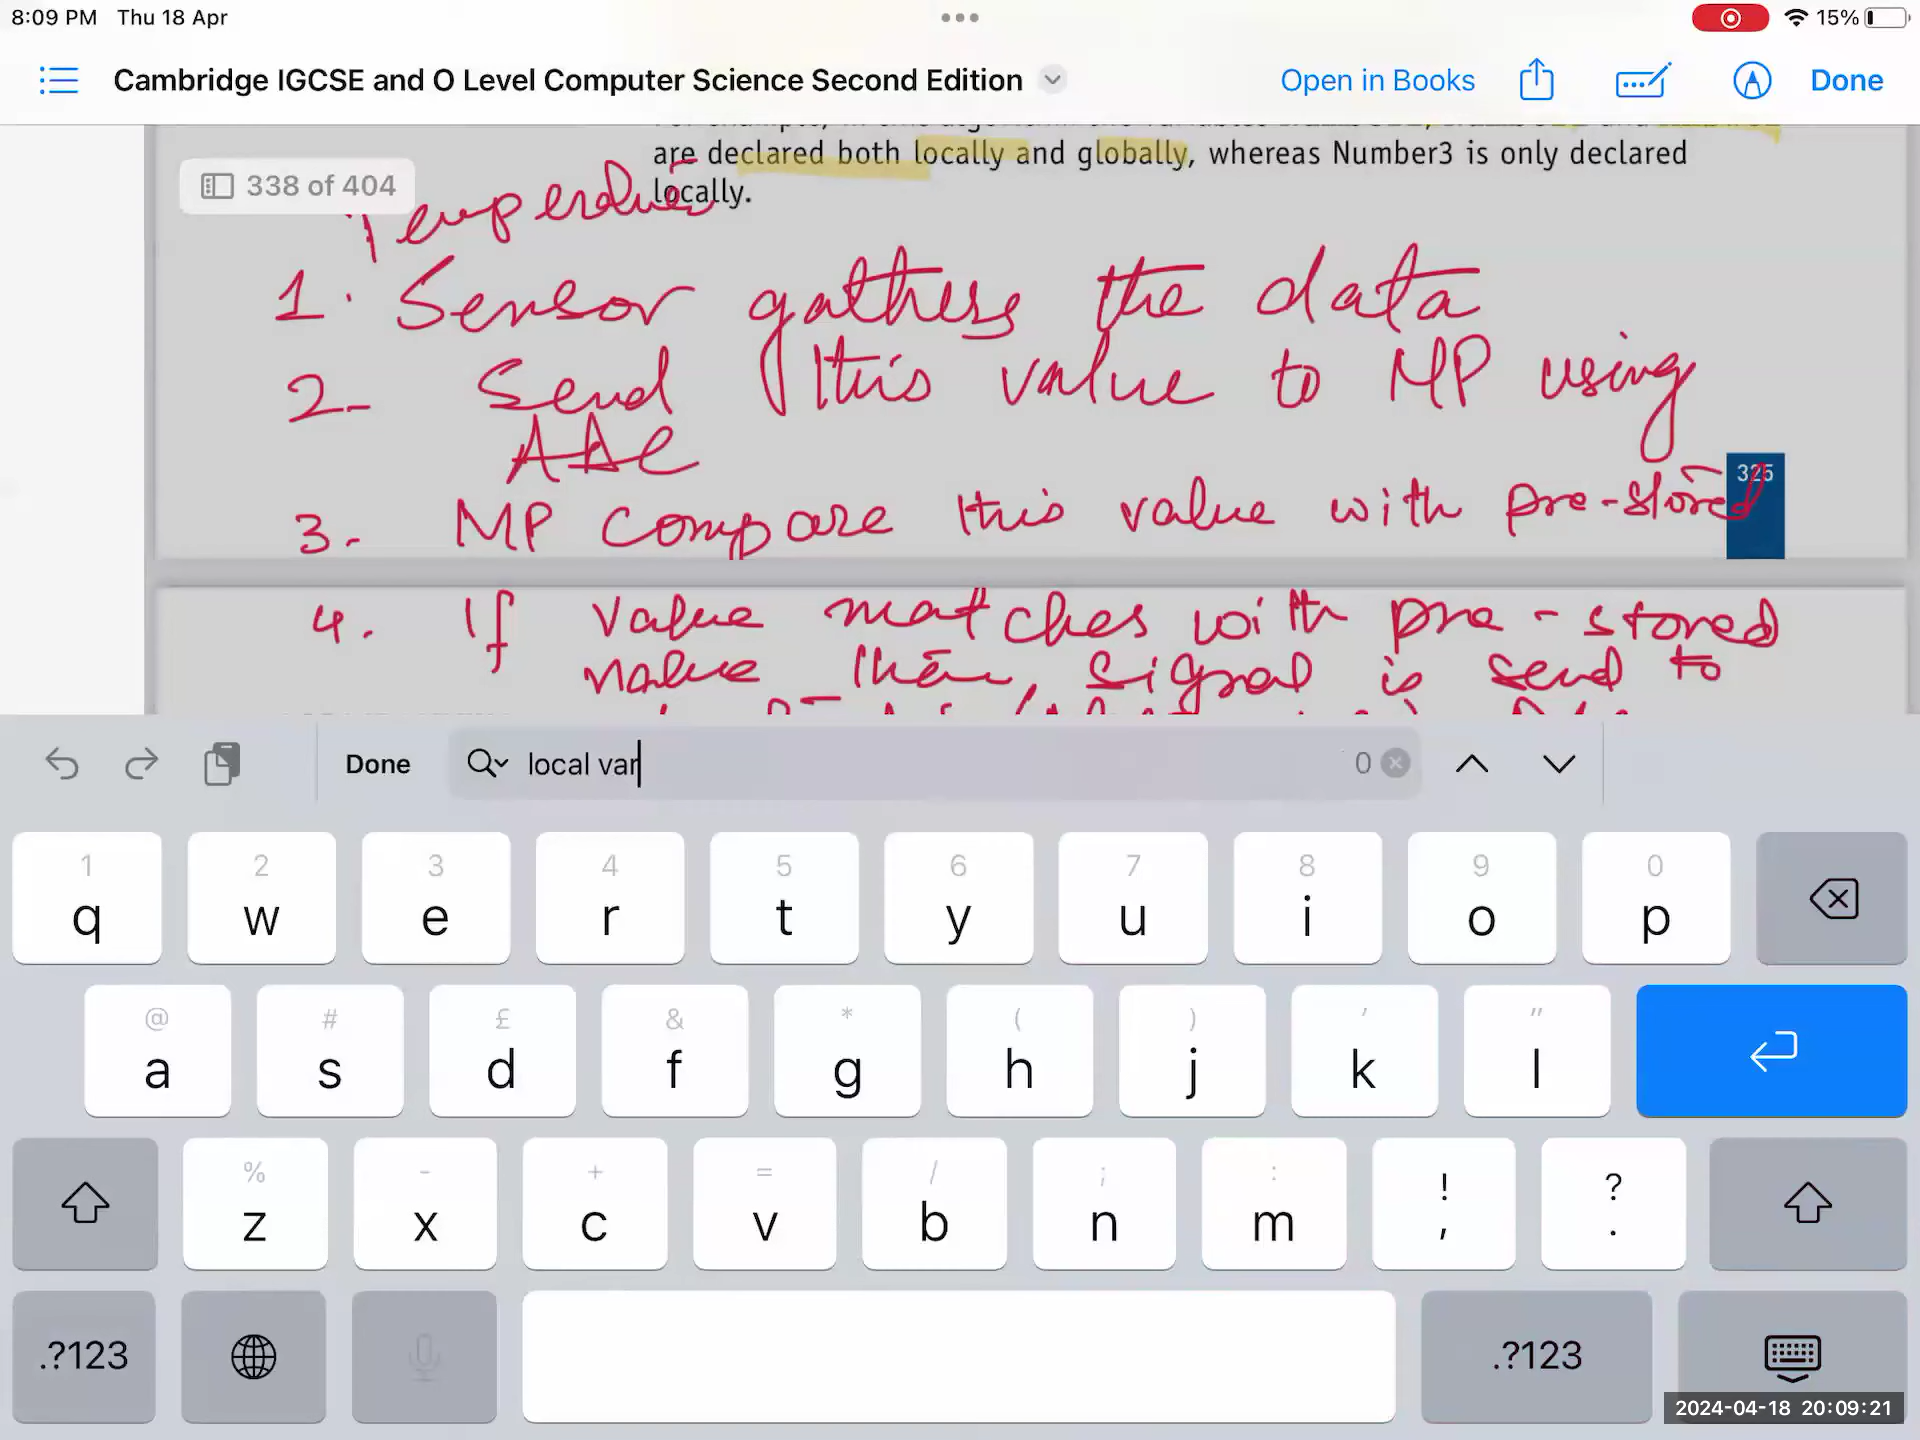 8:09 PM Thu 18 Apr
15%
Cambridge IGCSE and O Level Computer Science Second Edition
Open in Books
Done
are declared both locally and globally, whereas Number3 is only declared
locally.
338 of 404
1. Sensor gathers the data
2- Send this value to MP using
ADC
325
3. MP compare this value with pre-stored
4. If value matches with pre-stored
value then, signal is send to
Done
local var
0
1 2 3 4 5 6 7 8 9 0
q w e r t y u i o p
@ # £ & * ( ) ' "
a s d f g h j k l
% - + = / ; : ! ?
z x c v b n m , .
.?123
.?123
2024-04-18 20:09:21